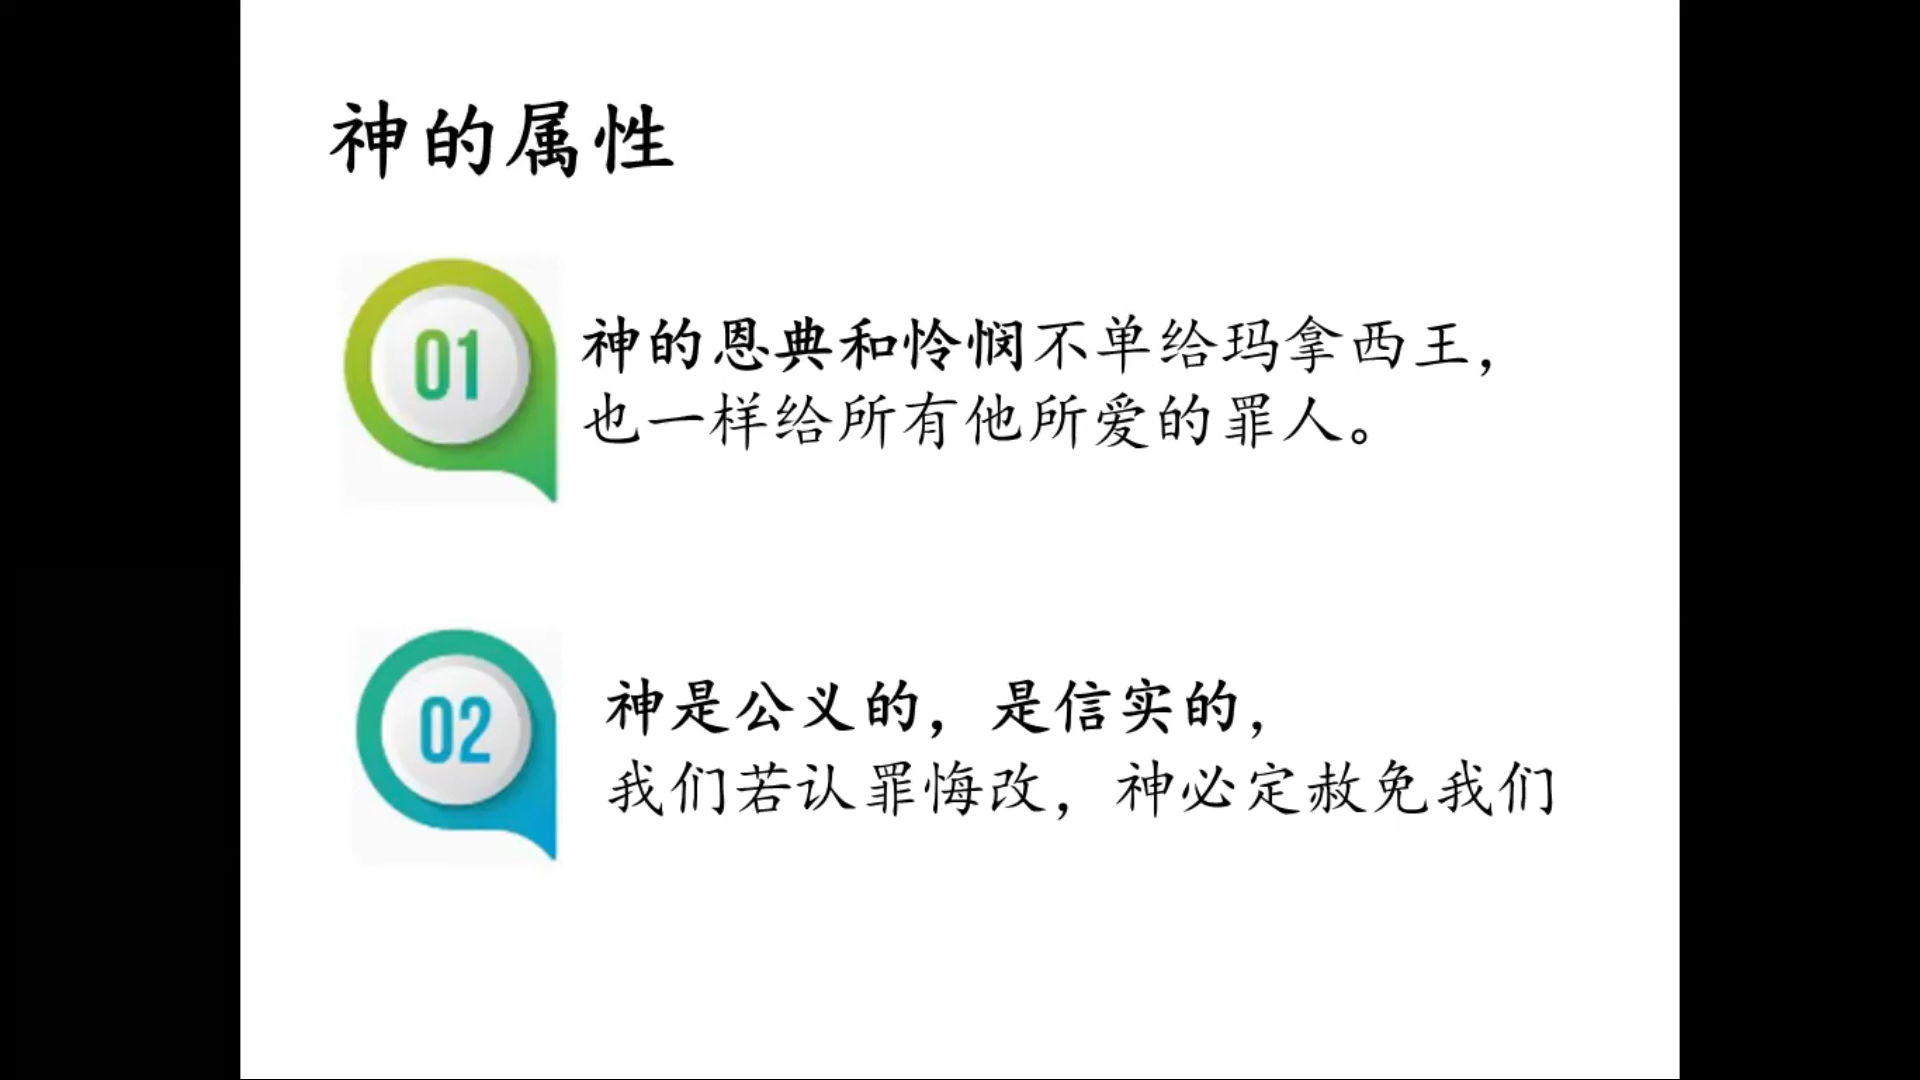 神的属性
01
神的恩典和怜悯不单给玛拿西王，
也一样给所有他所爱的罪人。
02
神是公义的，是信实的，
我们若认罪悔改，神必定赦免我们